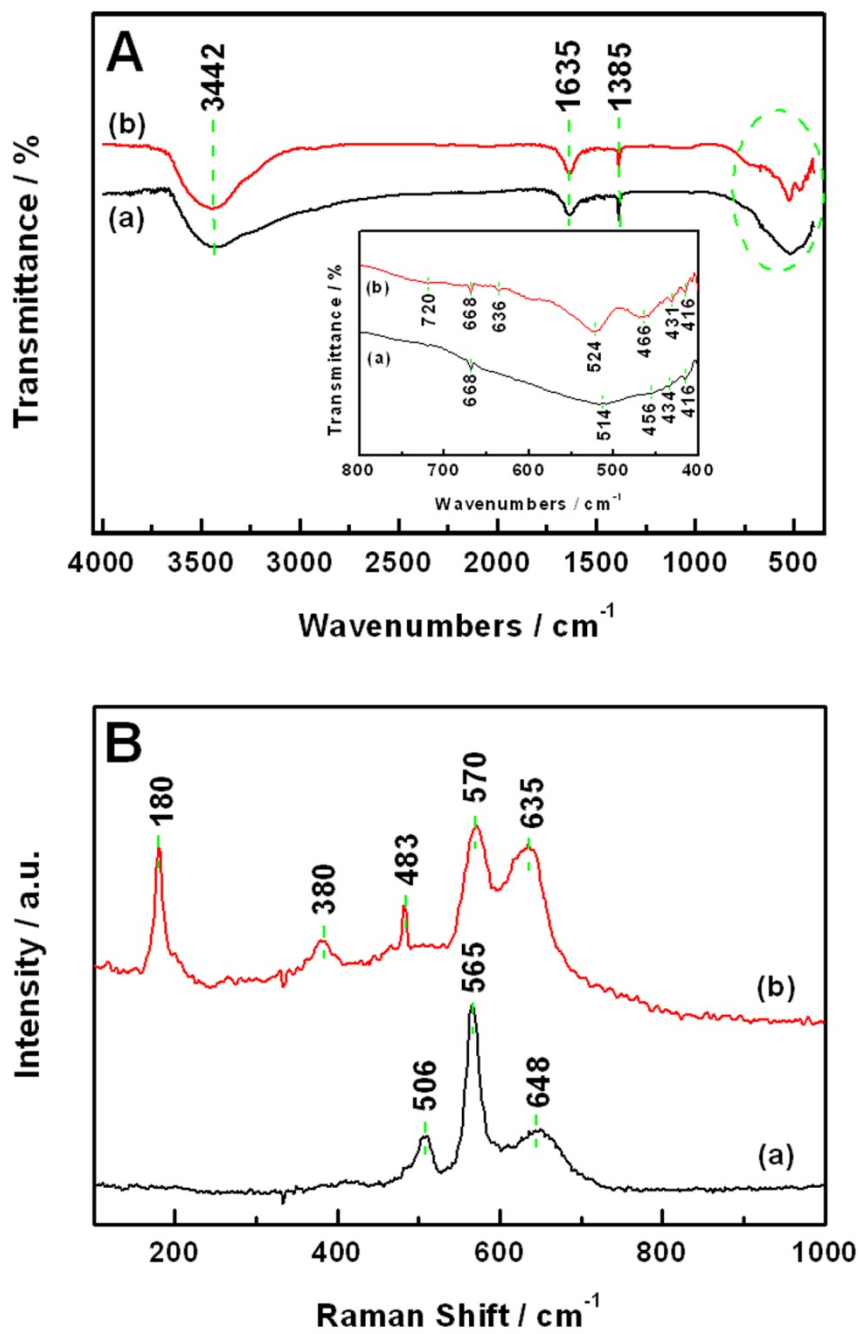 A
3442
1635
1385
(b)
(a)
Transmittance / %
(b)
720
668
636
524
466
431
416
(a)
668
514
456
434
416
Transmittance / %
800
700
600
500
400
Wavenumbers / cm-1
4000
3500
3000
2500
2000
1500
1000
500
Wavenumbers / cm-1
B
180
380
483
570
635
(b)
506
565
648
(a)
Intensity / a.u.
200
400
600
800
1000
Raman Shift / cm-1